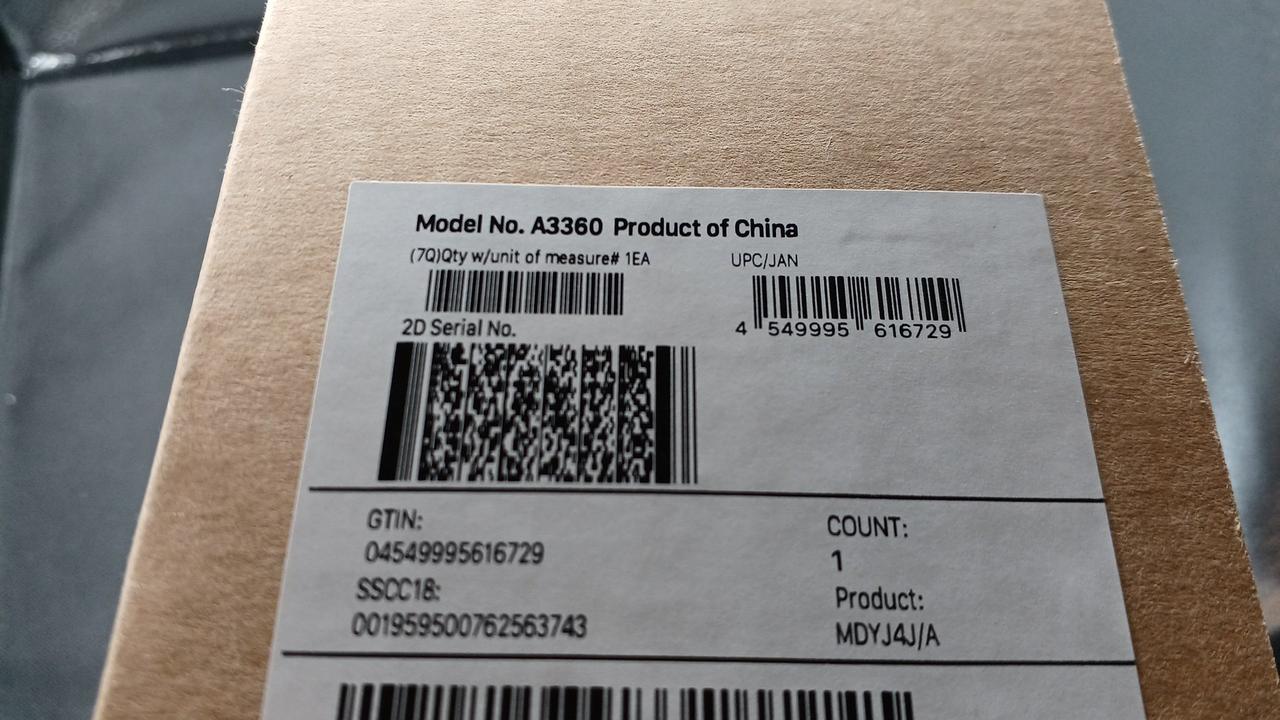 Model No. A3360 Product of China
(7Q)Qty w/unit of measure# 1EA
UPC/JAN
4 549995 616729
2D Serial No.
GTIN:
04549995616729
SSCC18:
001959500762563743
COUNT:
1
Product:
MDYJ4J/A